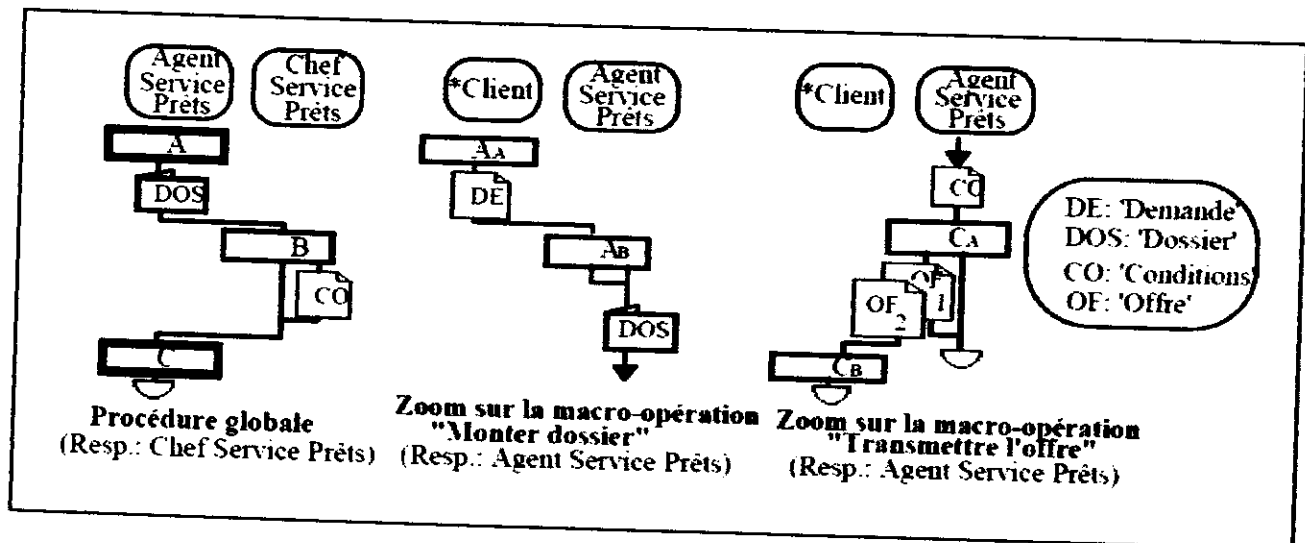 Agent
Service
Prêts
Chef
Service
Prêts
A
DOS
B
CO
C
Procédure globale
(Resp.: Chef Service Prêts)
*Client
Agent
Service
Prêts
AA
DE
AB
DOS
Zoom sur la macro-opération
"Monter dossier"
(Resp.: Agent Service Prêts)
*Client
Agent
Service
Prêts
CO
CA
OF
1
OF
2
CB
Zoom sur la macro-opération
"Transmettre l'offre"
(Resp.: Agent Service Prêts)
DE: 'Demande'
DOS: 'Dossier'
CO: 'Conditions'
OF: 'Offre'